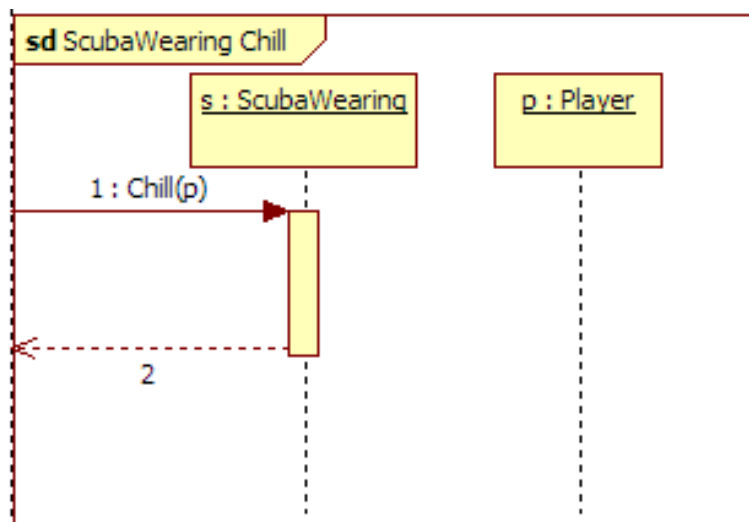 sd ScubaWearing Chill
s : ScubaWearing
p : Player
1 : Chill(p)
2